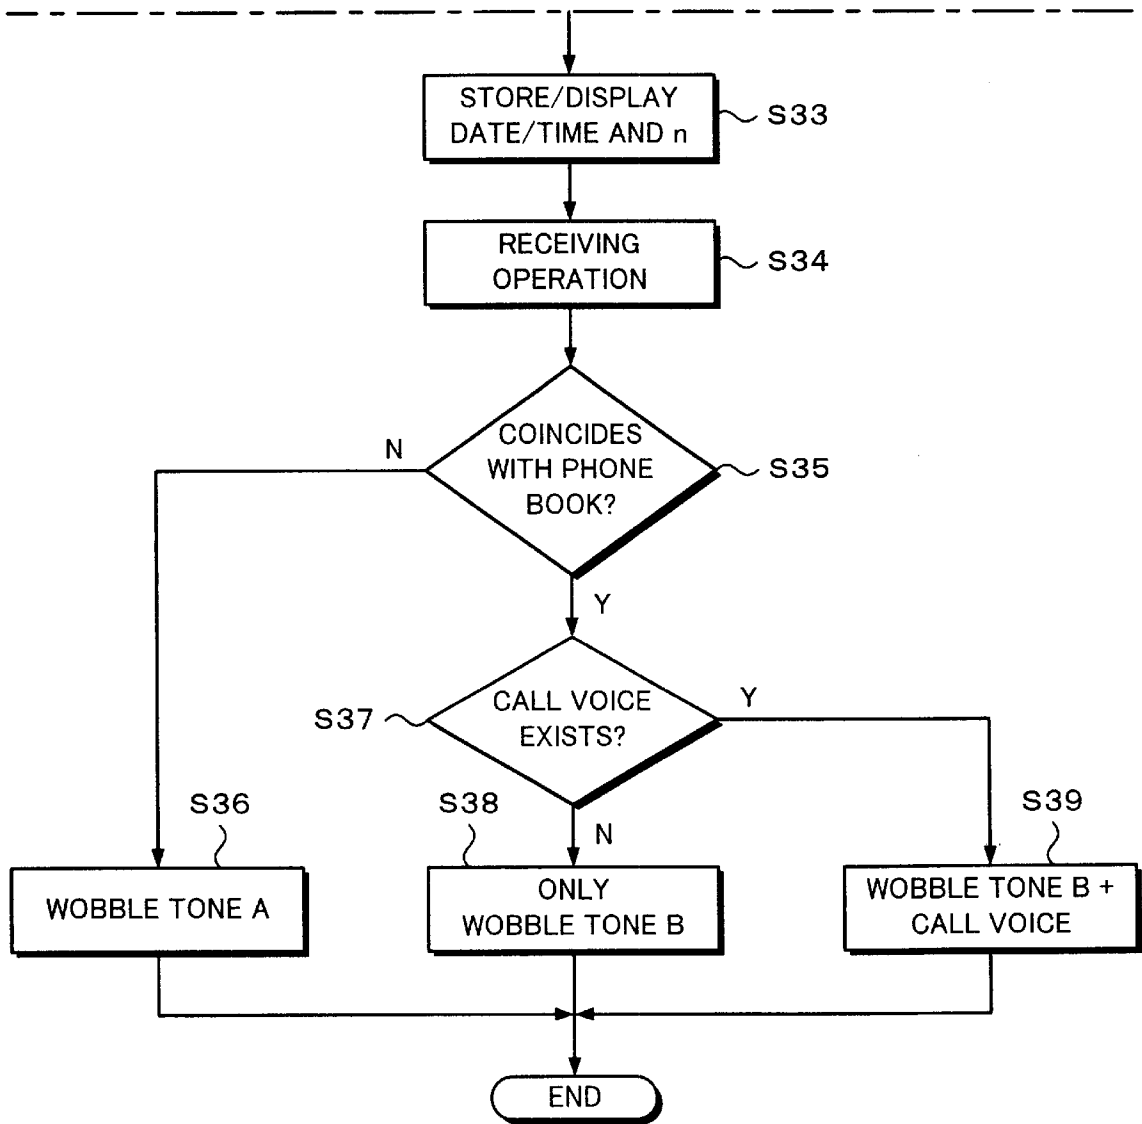 STORE/DISPLAY
DATE/TIME AND n
S33
RECEIVING
OPERATION
S34
COINCIDES
WITH PHONE
BOOK?
S35
N
Y
CALL VOICE
EXISTS?
S37
Y
N
S36
WOBBLE TONE A
S38
ONLY
WOBBLE TONE B
S39
WOBBLE TONE B +
CALL VOICE
END